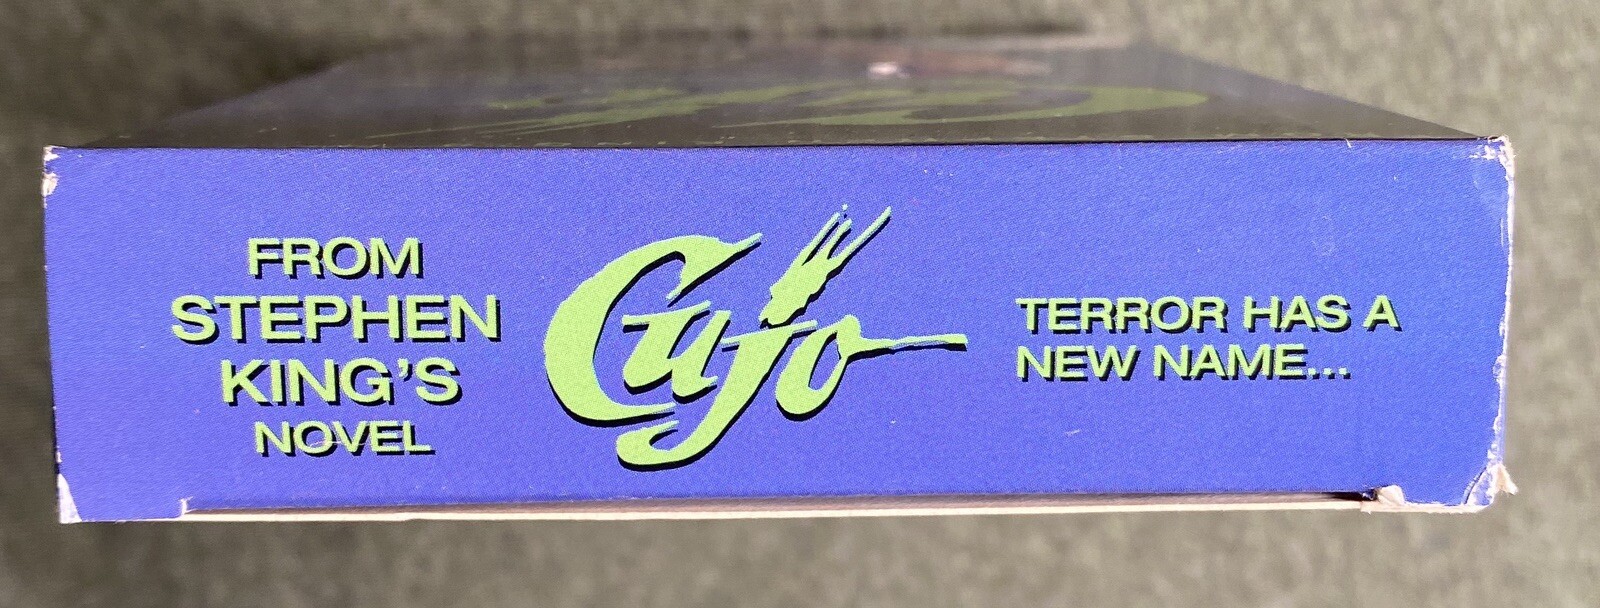 FROM
STEPHEN
KING'S
NOVEL
Cujo
TERROR HAS A
NEW NAME...